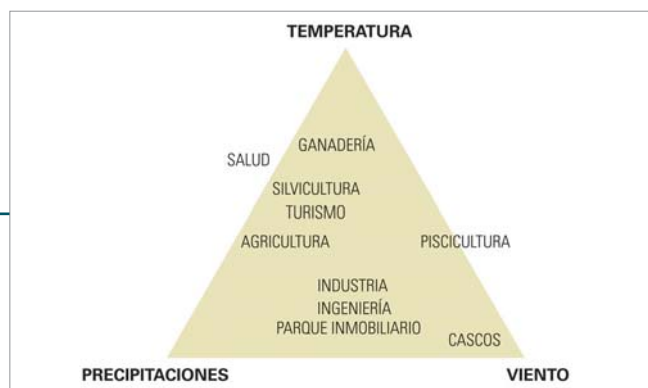 TEMPERATURA
GANADERÍA
SALUD
SILVICULTURA
TURISMO
AGRICULTURA PISCICULTURA
INDUSTRIA
INGENIERÍA
PARQUE INMOBILIARIO
CASCOS
PRECIPITACIONES VIENTO